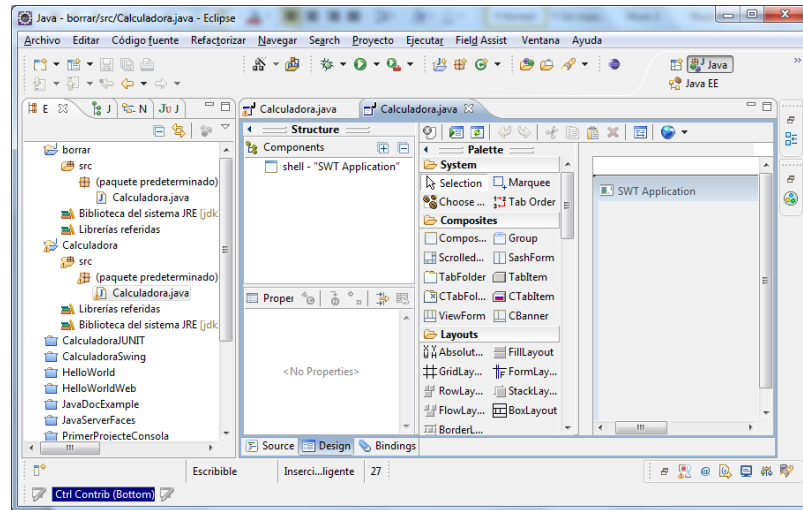 Java - borrar/src/Calculadora.java - Eclipse
Archivo Editar Código fuente Refactorizar Navegar Search Proyecto Ejecutar Field Assist Ventana Ayuda
Java
Java EE
E J N Ju J
Calculadora.java Calculadora.java
borrar
src
(paquete predeterminado)
Calculadora.java
Biblioteca del sistema JRE [jdk
Librerías referidas
Calculadora
src
(paquete predeterminado)
Calculadora.java
Librerías referidas
Biblioteca del sistema JRE [jdk
CalculadoraJUNIT
CalculadoraSwing
HelloWorld
HelloWorldWeb
JavaDocExample
JavaServerFaces
PrimerProjecteConsola
Structure
Components
shell - "SWT Application"
Proper
<No Properties>
Palette
System
Selection Marquee
Choose ... Tab Order
Composites
Compos... Group
Scrolled... SashForm
TabFolder TabItem
CTabFol... CTabItem
ViewForm CBanner
Layouts
Absolut... FillLayout
GridLay... FormLay...
RowLay... StackLay...
FlowLay... BoxLayout
BorderL...
SWT Application
Source Design Bindings
Escribible Inserci...ligente 27
Ctrl Contrib (Bottom)